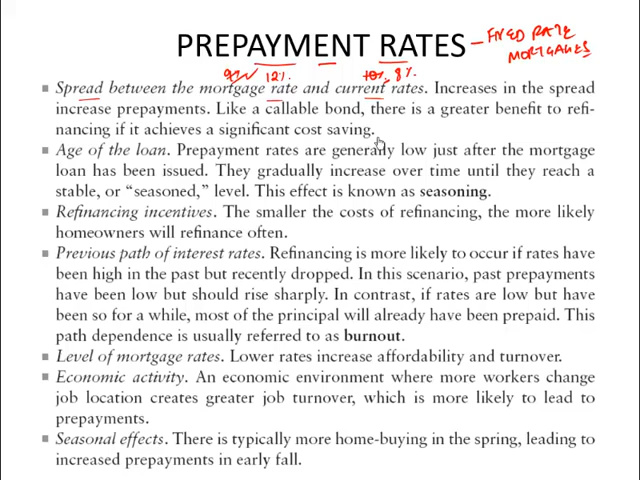 PREPAYMENT RATES - FIXED RATE
MORTGAGES
12%. 8%.
Spread between the mortgage rate and current rates. Increases in the spread
increase prepayments. Like a callable bond, there is a greater benefit to refi-
nancing if it achieves a significant cost saving.
Age of the loan. Prepayment rates are generally low just after the mortgage
loan has been issued. They gradually increase over time until they reach a
stable, or “seasoned,” level. This effect is known as seasoning.
Refinancing incentives. The smaller the costs of refinancing, the more likely
homeowners will refinance often.
Previous path of interest rates. Refinancing is more likely to occur if rates have
been high in the past but recently dropped. In this scenario, past prepayments
have been low but should rise sharply. In contrast, if rates are low but have
been so for a while, most of the principal will already have been prepaid. This
path dependence is usually referred to as burnout.
Level of mortgage rates. Lower rates increase affordability and turnover.
Economic activity. An economic environment where more workers change
job location creates greater job turnover, which is more likely to lead to
prepayments.
Seasonal effects. There is typically more home-buying in the spring, leading to
increased prepayments in early fall.